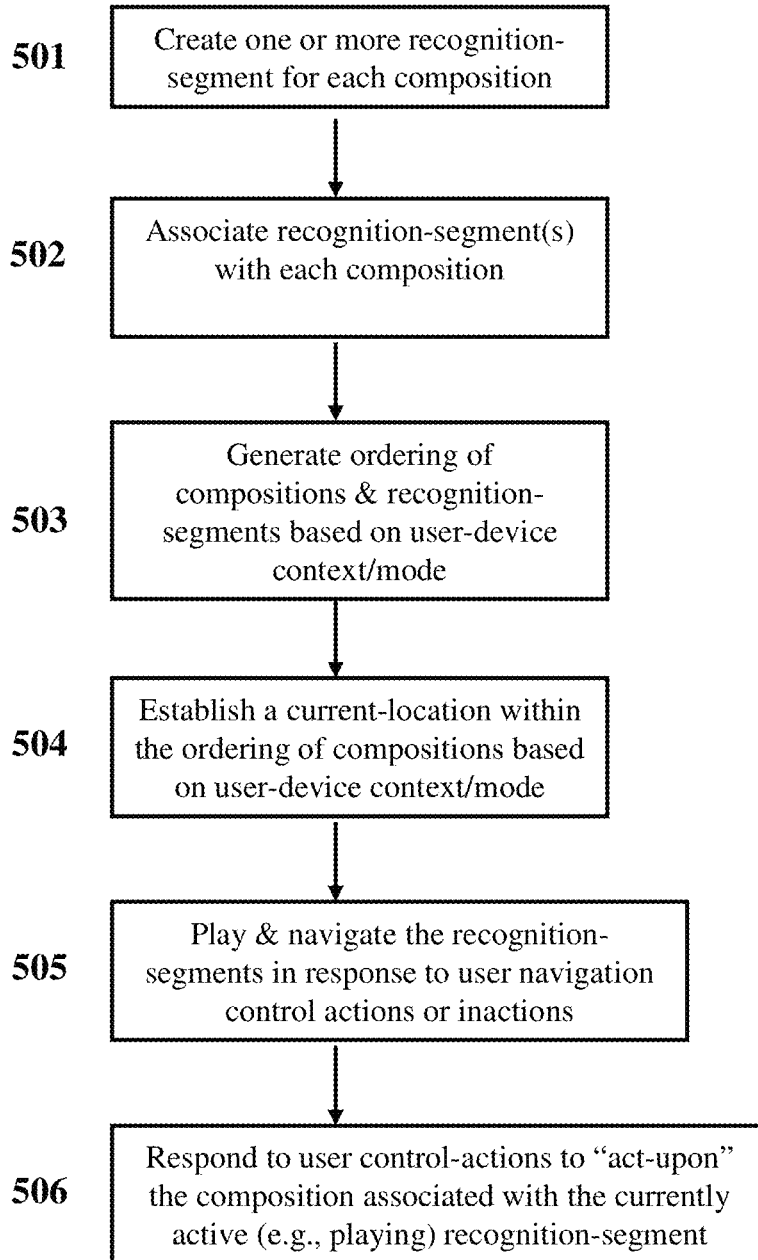 501
Create one or more recognition-
segment for each composition
502
Associate recognition-segment(s)
with each composition
503
Generate ordering of
compositions & recognition-
segments based on user-device
context/mode
504
Establish a current-location within
the ordering of compositions based
on user-device context/mode
505
Play & navigate the recognition-
segments in response to user navigation
control actions or inactions
506
Respond to user control-actions to “act-upon”
the composition associated with the currently
active (e.g., playing) recognition-segment